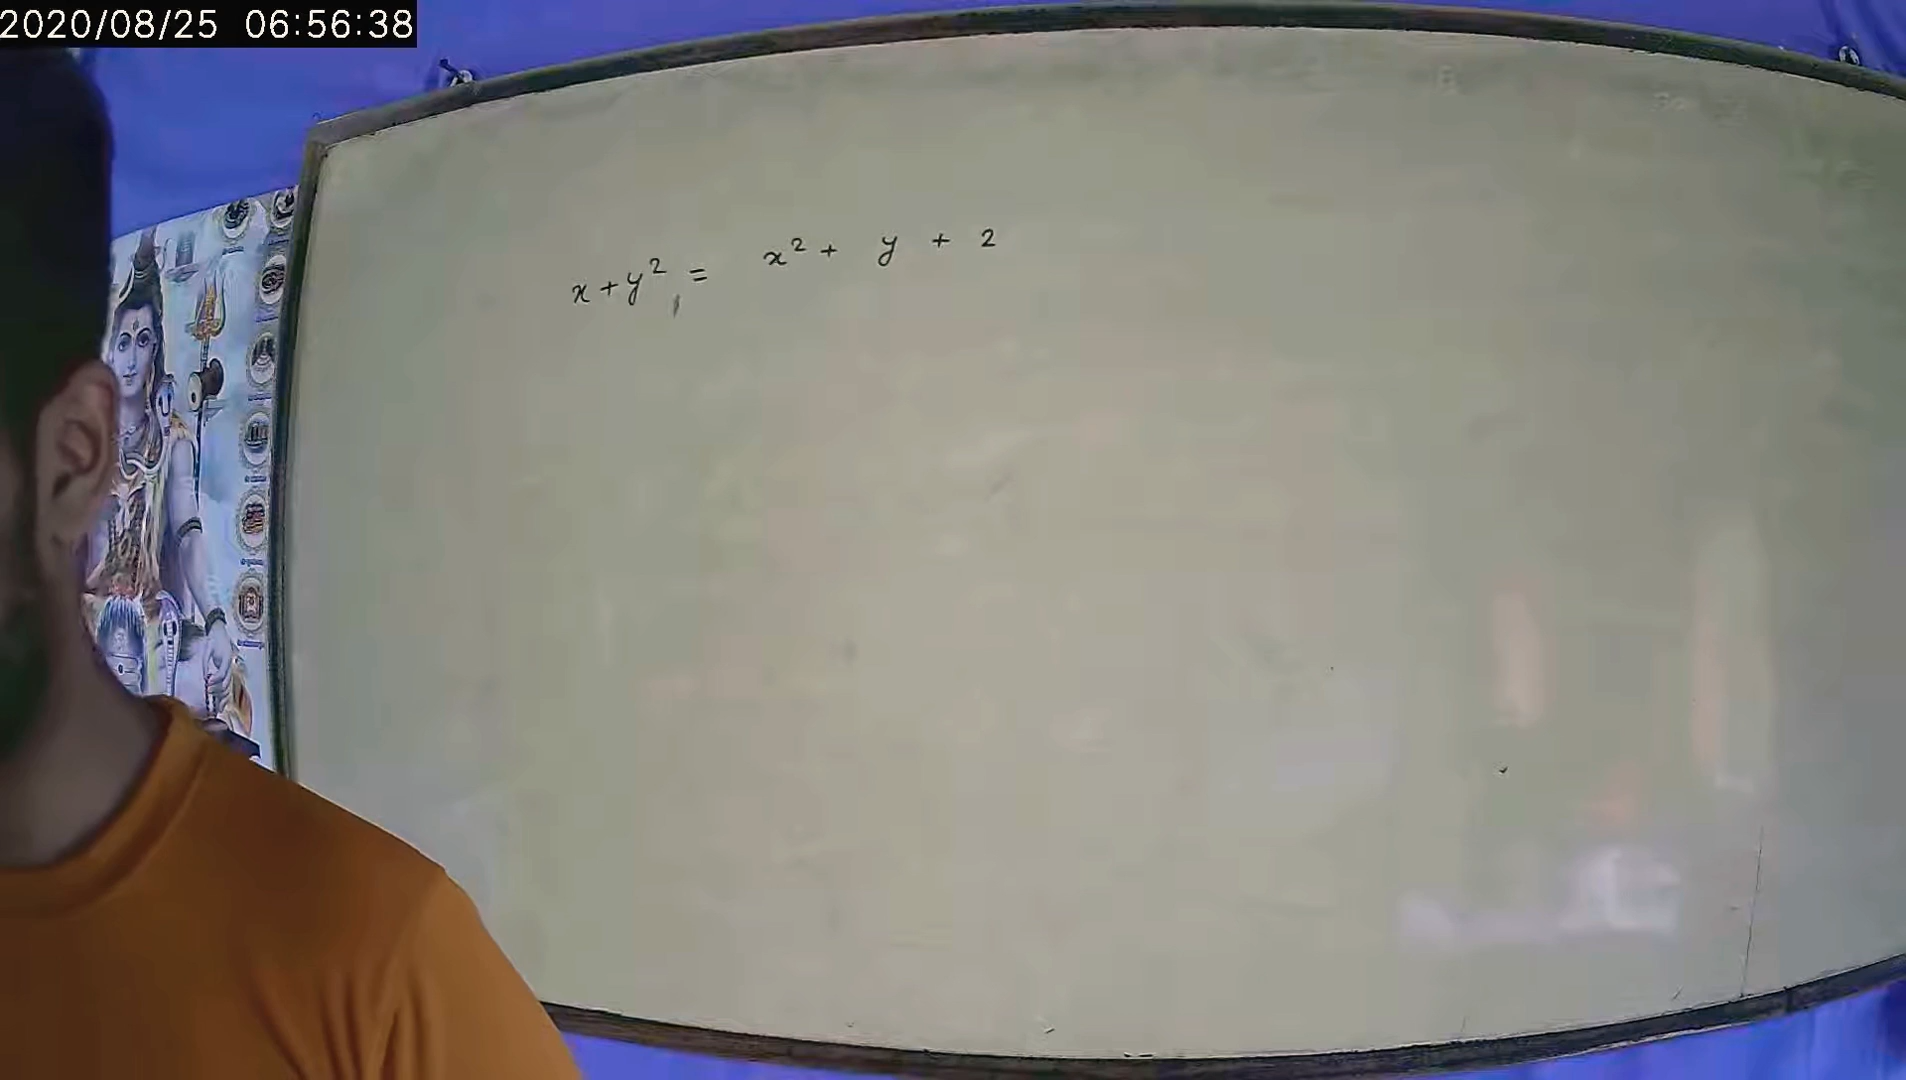 2020/08/25 06:56:38
x + y² = x² + y + 2